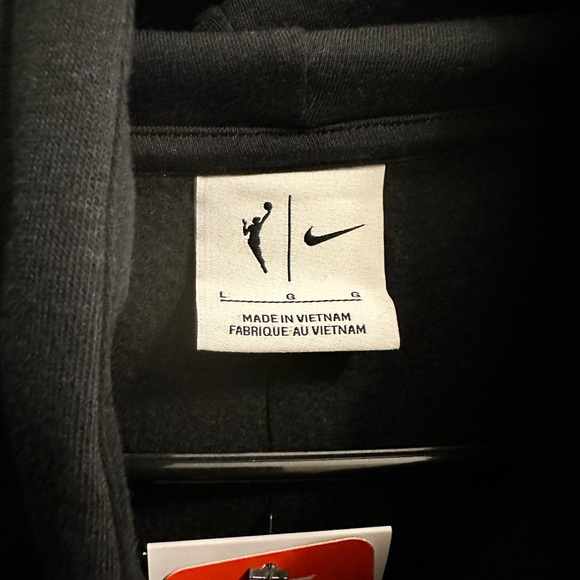 L G G
MADE IN VIETNAM
FABRIQUE AU VIETNAM